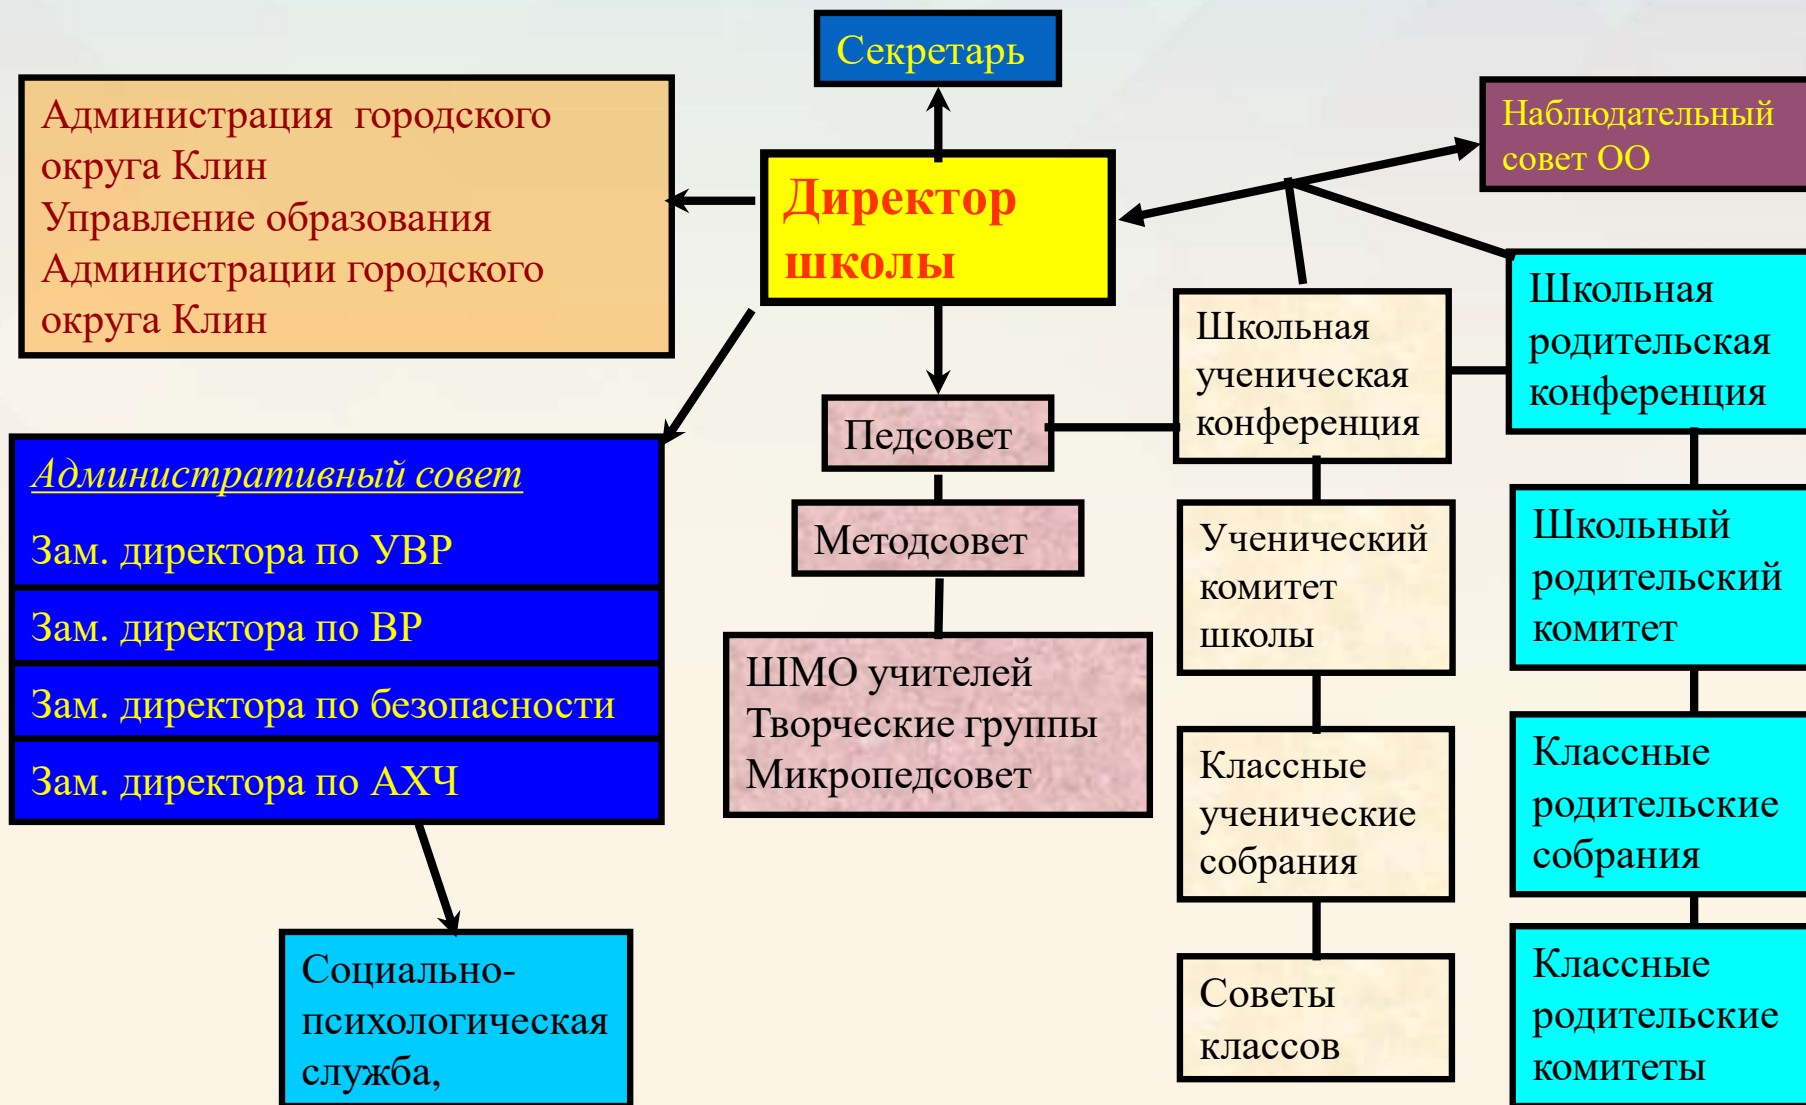 Секретарь
Администрация городского
округа Клин
Управление образования
Администрации городского
округа Клин
Директор
школы
Наблюдательный
совет ОО
Школьная
ученическая
конференция
Школьная
родительская
конференция
Педсовет
Административный совет
Зам. директора по УВР
Зам. директора по ВР
Зам. директора по безопасности
Зам. директора по АХЧ
Методсовет
Ученический
комитет
школы
Школьный
родительский
комитет
ШМО учителей
Творческие группы
Микропедсовет
Классные
ученические
собрания
Классные
родительские
собрания
Социально-
психологическая
служба,
Советы
классов
Классные
родительские
комитеты